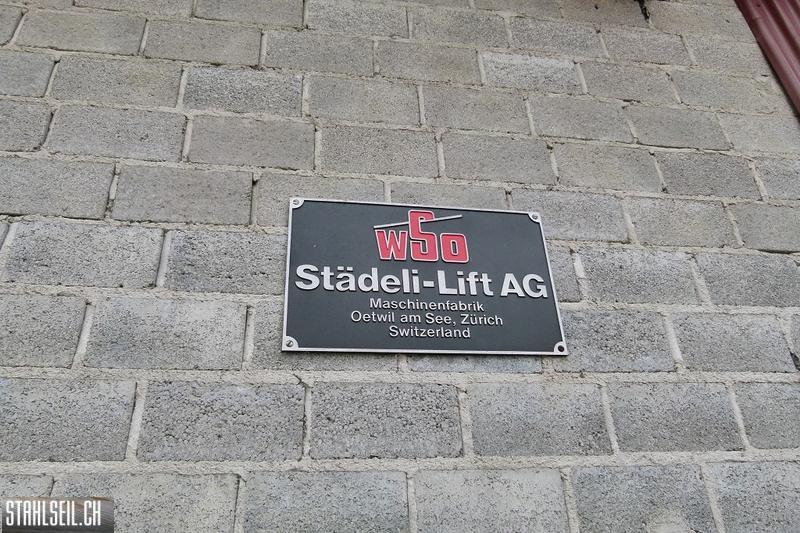 WSO
Städeli-Lift AG
Maschinenfabrik
Oetwil am See, Zürich
Switzerland
STAHLSEIL.CH